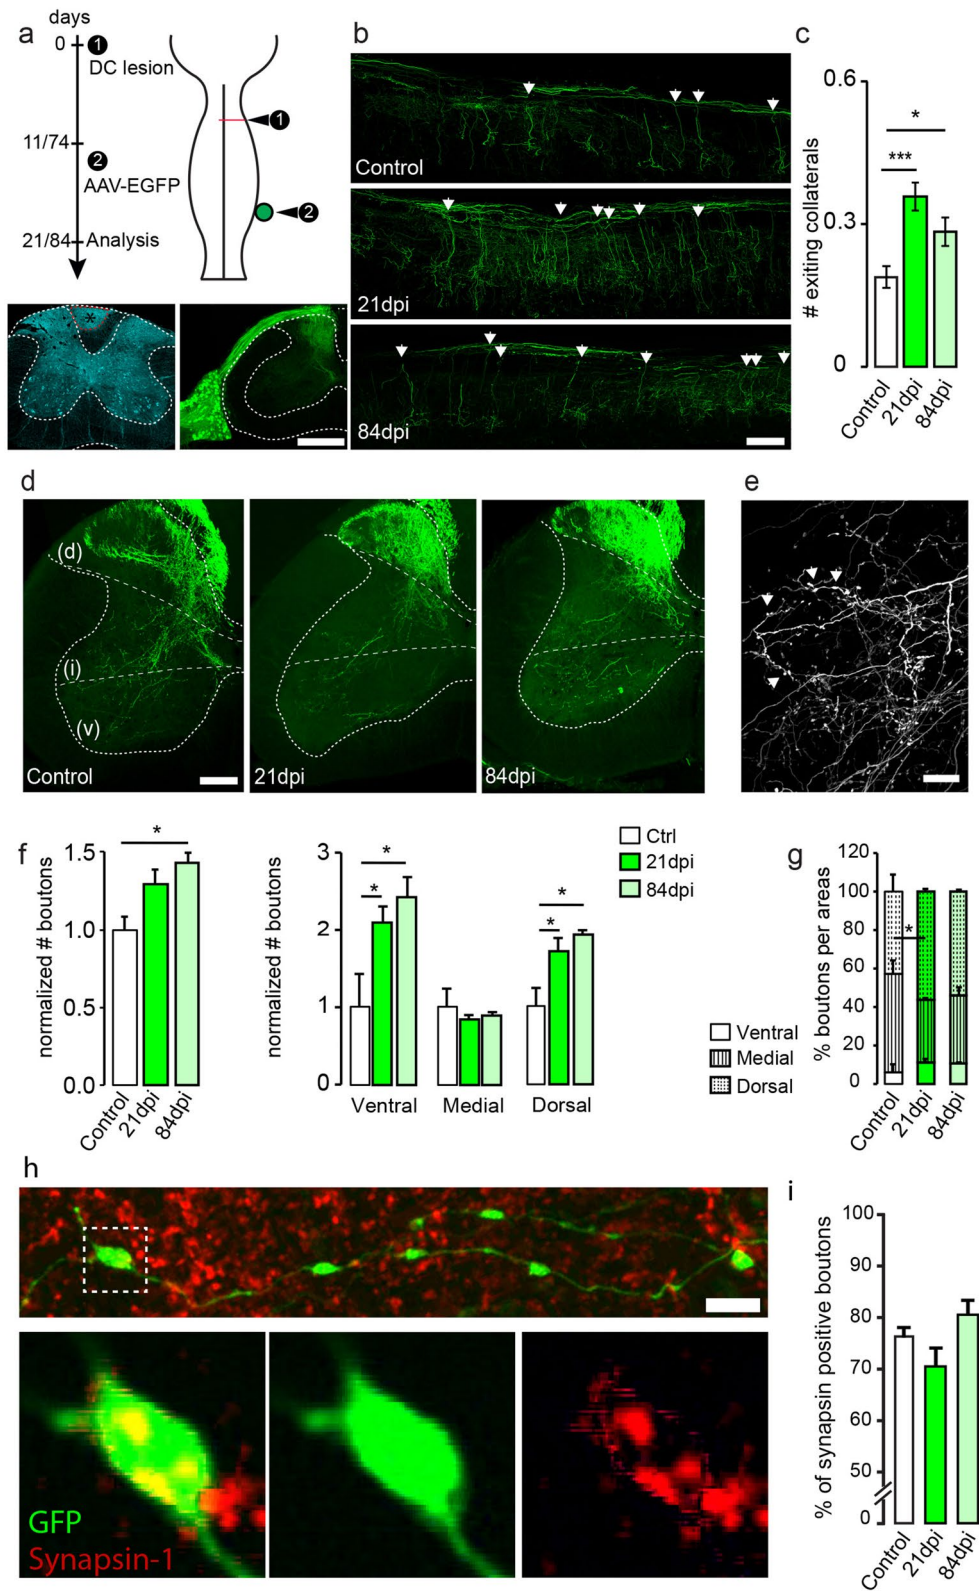 a
days
0
1
DC lesion
11/74
2
AAV-EGFP
21/84
Analysis
1
2
*
b
Control
21dpi
84dpi
c
# exiting collaterals
0.6
0.3
0
*
***
Control
21dpi
84dpi
d
(d)
(i)
(v)
Control
21dpi
84dpi
e
f
normalized # boutons
1.5
1.0
0.5
0.0
*
Control
21dpi
84dpi
normalized # boutons
3
2
1
0
*
*
*
*
Ventral
Medial
Dorsal
Ctrl
21dpi
84dpi
g
% boutons per areas
120
100
80
60
40
20
0
*
Control
21dpi
84dpi
Ventral
Medial
Dorsal
h
GFP
Synapsin-1
i
% of synapsin positive boutons
100
90
80
70
50
0
Control
21dpi
84dpi